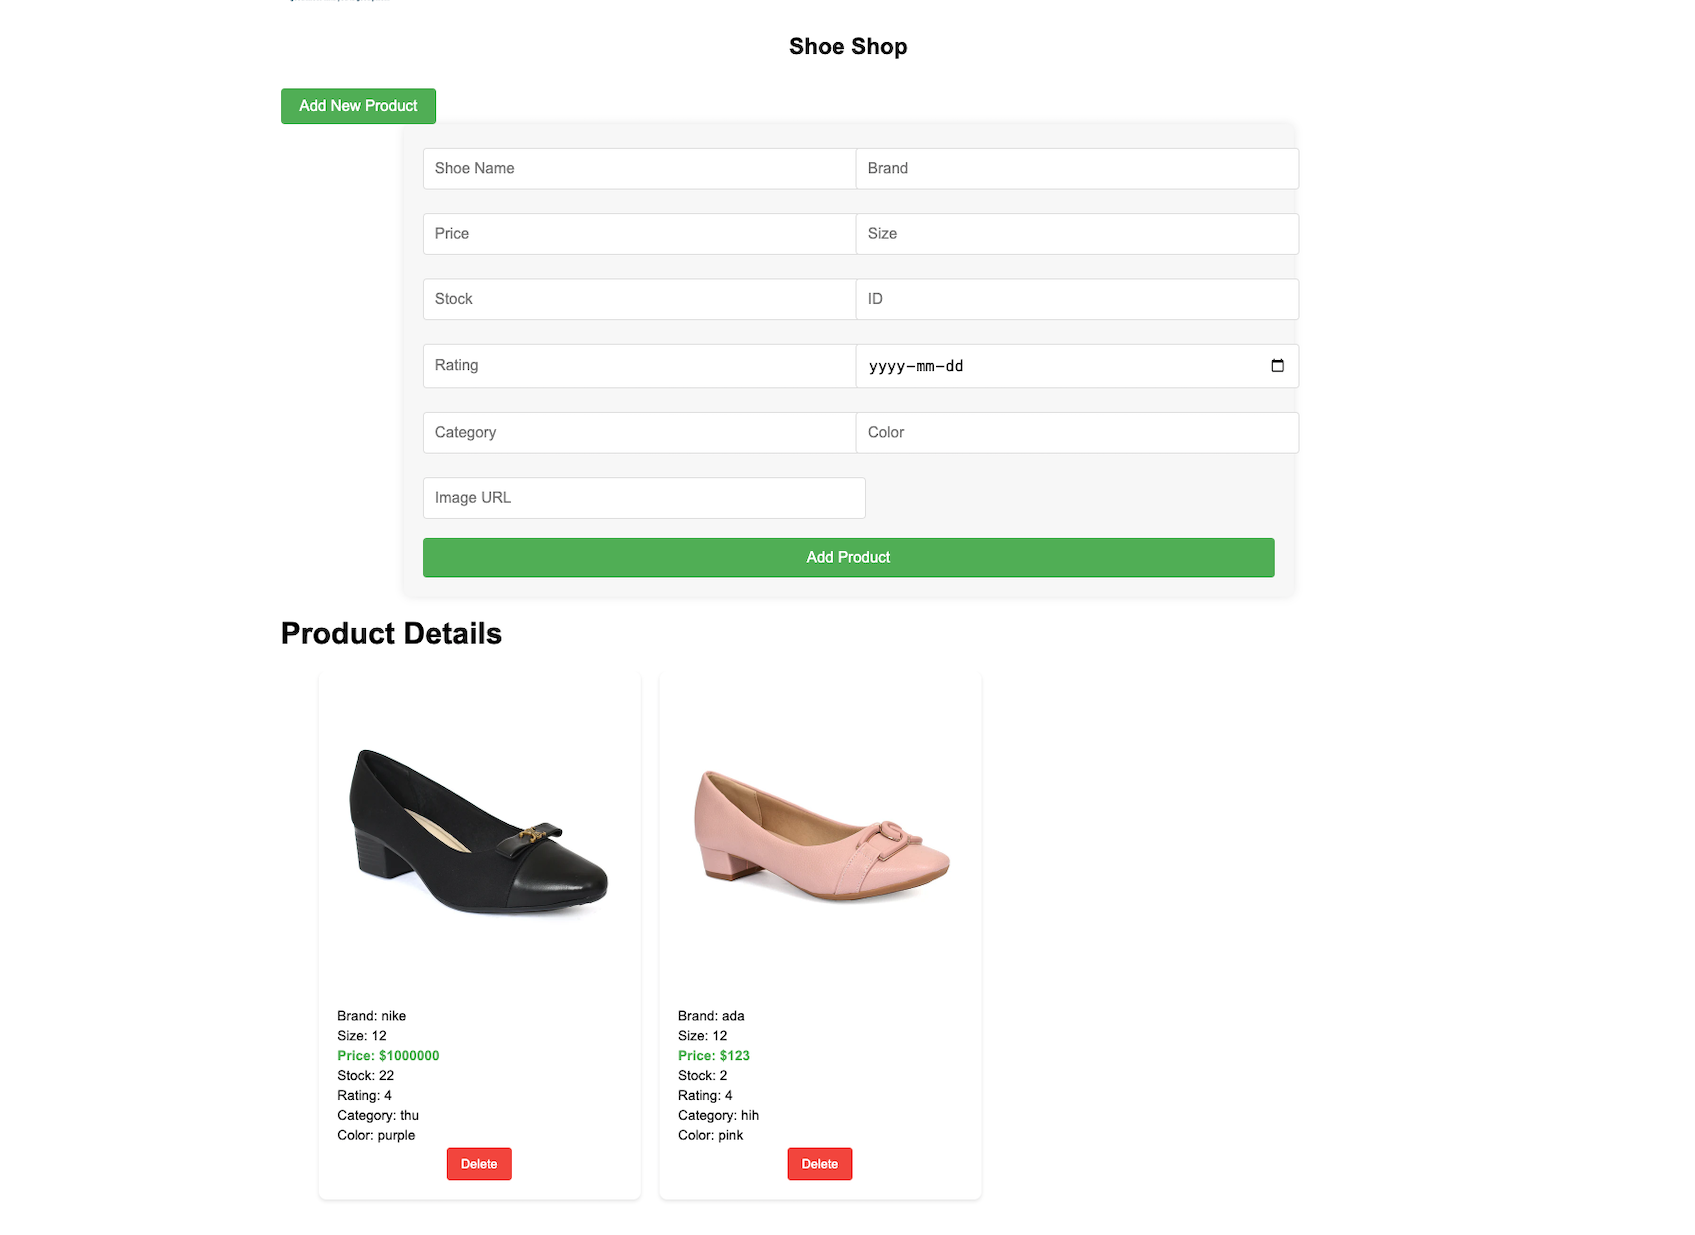 Shoe Shop
Add New Product
Shoe Name Brand
Price Size
Stock ID
Rating yyyy-mm-dd
Category Color
Image URL
Add Product
Product Details
Brand: nike
Size: 12
Price: $1000000
Stock: 22
Rating: 4
Category: thu
Color: purple
Delete
Brand: ada
Size: 12
Price: $123
Stock: 2
Rating: 4
Category: hih
Color: pink
Delete